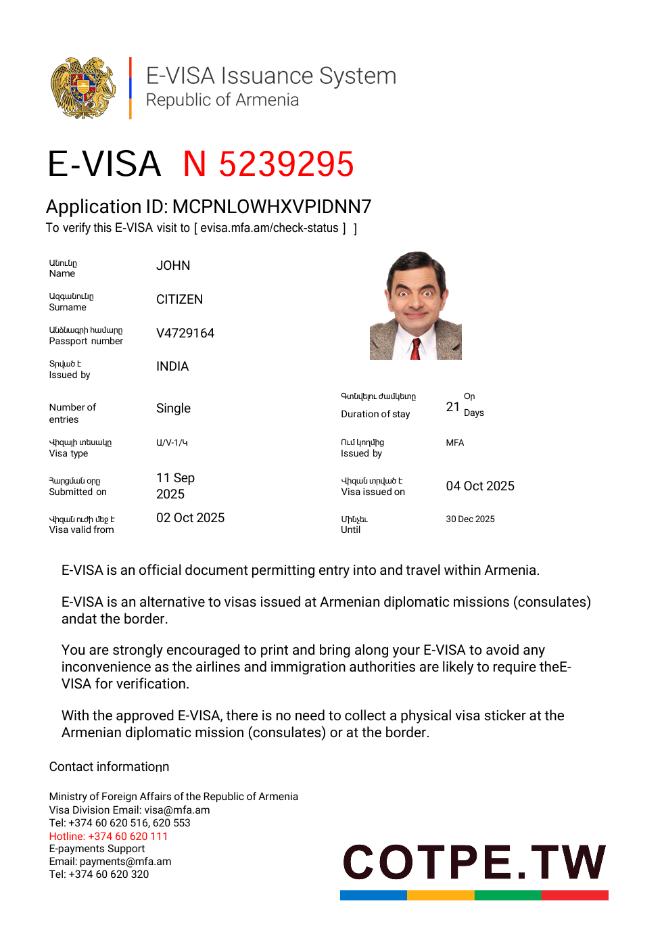 E-VISA Issuance System
Republic of Armenia
E-VISA N 5239295
Application ID: MCPNLOWHXVPIDNN7
To verify this E-VISA visit to [ evisa.mfa.am/check-status ] ]
Անունը
Name
JOHN
Ազգանունը
Surname
CITIZEN
Անձնագրի համարը
Passport number
V4729164
Տրված է
Issued by
INDIA
Number of
entries
Single
Գտնվելու ժամկետը
Duration of stay
21
Օր
Days
Վիզայի տեսակը
Visa type
Ա/V-1/Կ
Ում կողմից
Issued by
MFA
Հարցման օրը
Submitted on
11 Sep
2025
Վիզան տրված է
Visa issued on
04 Oct 2025
Վիզան ուժի մեջ է
Visa valid from
02 Oct 2025
Մինչեւ
Until
30 Dec 2025
E-VISA is an official document permitting entry into and travel within Armenia.
E-VISA is an alternative to visas issued at Armenian diplomatic missions (consulates)
andat the border.
You are strongly encouraged to print and bring along your E-VISA to avoid any
inconvenience as the airlines and immigration authorities are likely to require theE-
VISA for verification.
With the approved E-VISA, there is no need to collect a physical visa sticker at the
Armenian diplomatic mission (consulates) or at the border.
Contact informationn
Ministry of Foreign Affairs of the Republic of Armenia
Visa Division Email: visa@mfa.am
Tel: +374 60 620 516, 620 553
Hotline: +374 60 620 111
E-payments Support
Email: payments@mfa.am
Tel: +374 60 620 320
COTPE.TW